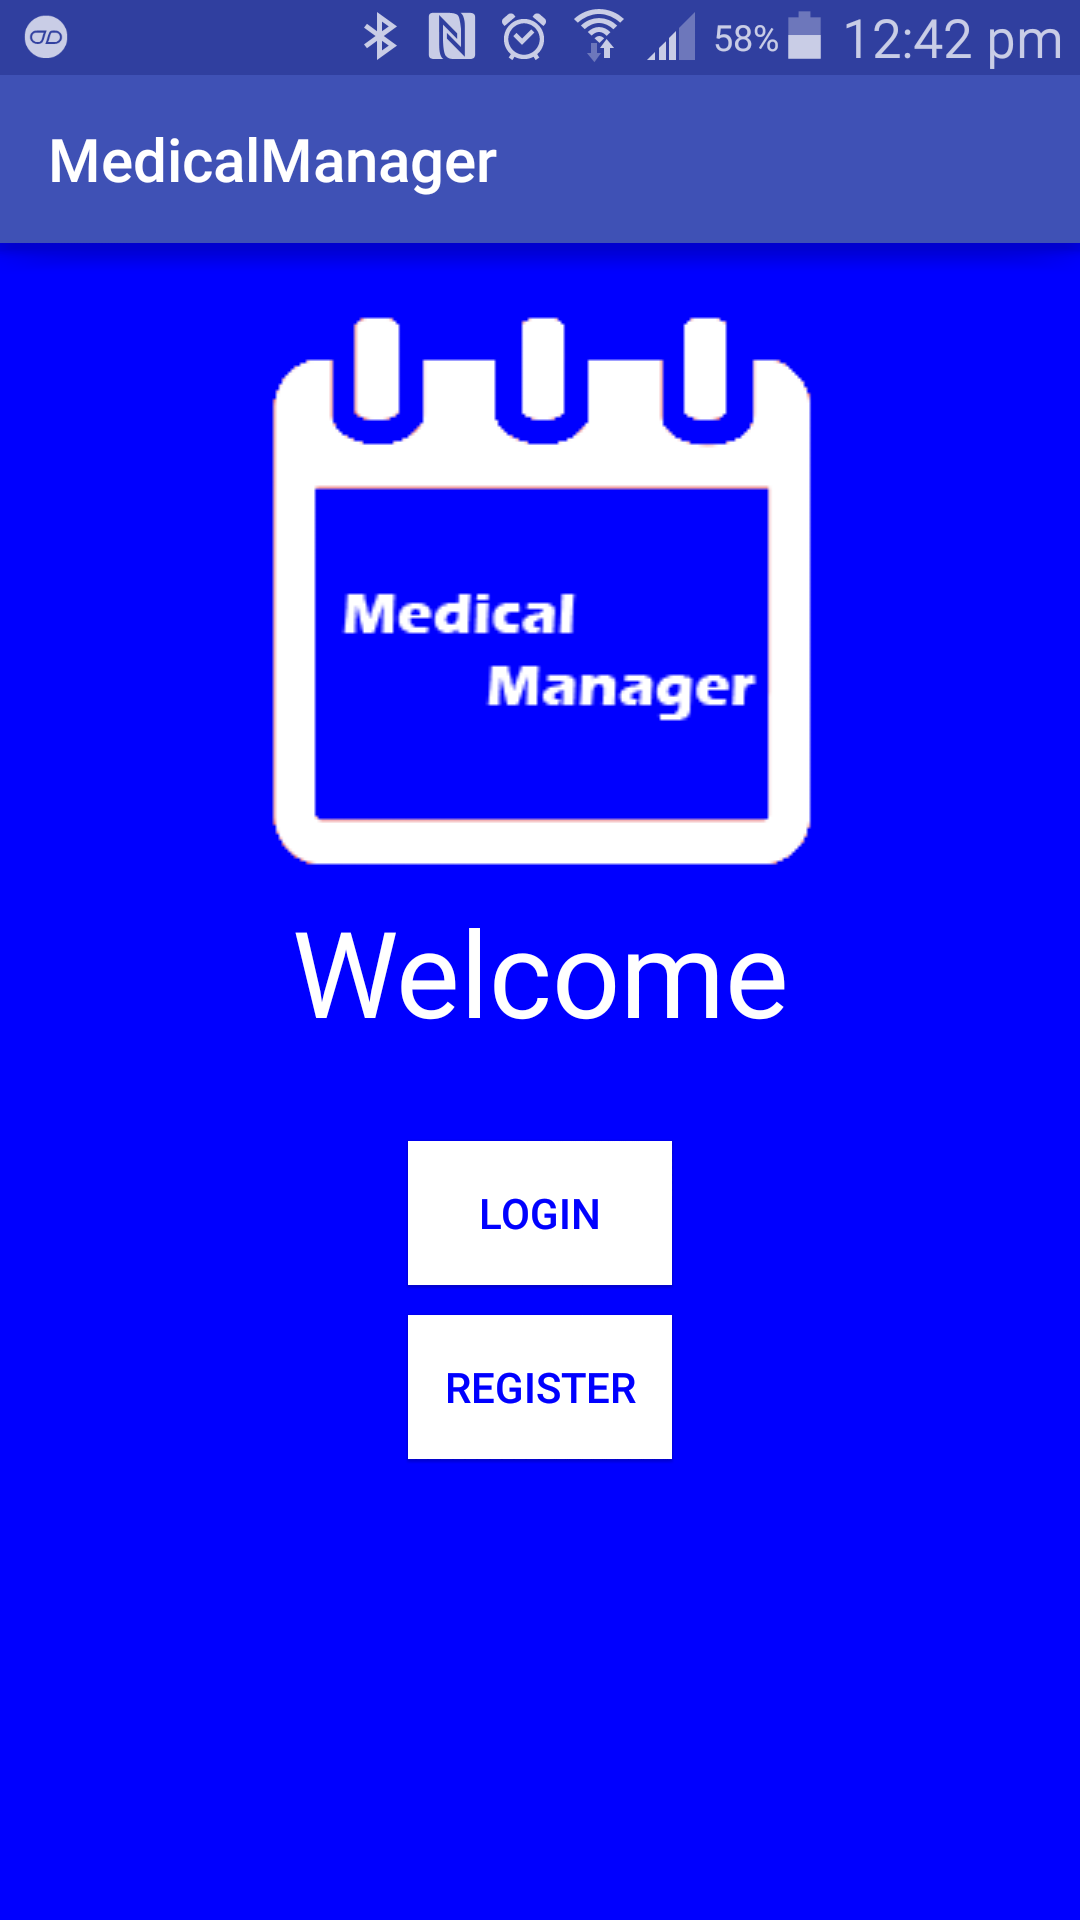 58% 12:42 pm
MedicalManager
Medical
Manager
Welcome
LOGIN
REGISTER